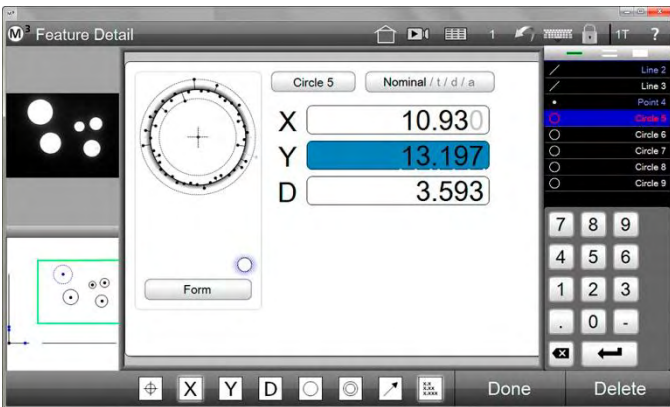 M³ Feature Detail
1
1T
?
Circle 5
Nominal / t / d / a
X 10.930
Y 13.197
D 3.593
Form
Line 2
Line 3
Point 4
Circle 5
Circle 6
Circle 7
Circle 8
Circle 9
7 8 9
4 5 6
1 2 3
. 0 -
X Y D
X.X
X.XX
X.XXX
Done
Delete